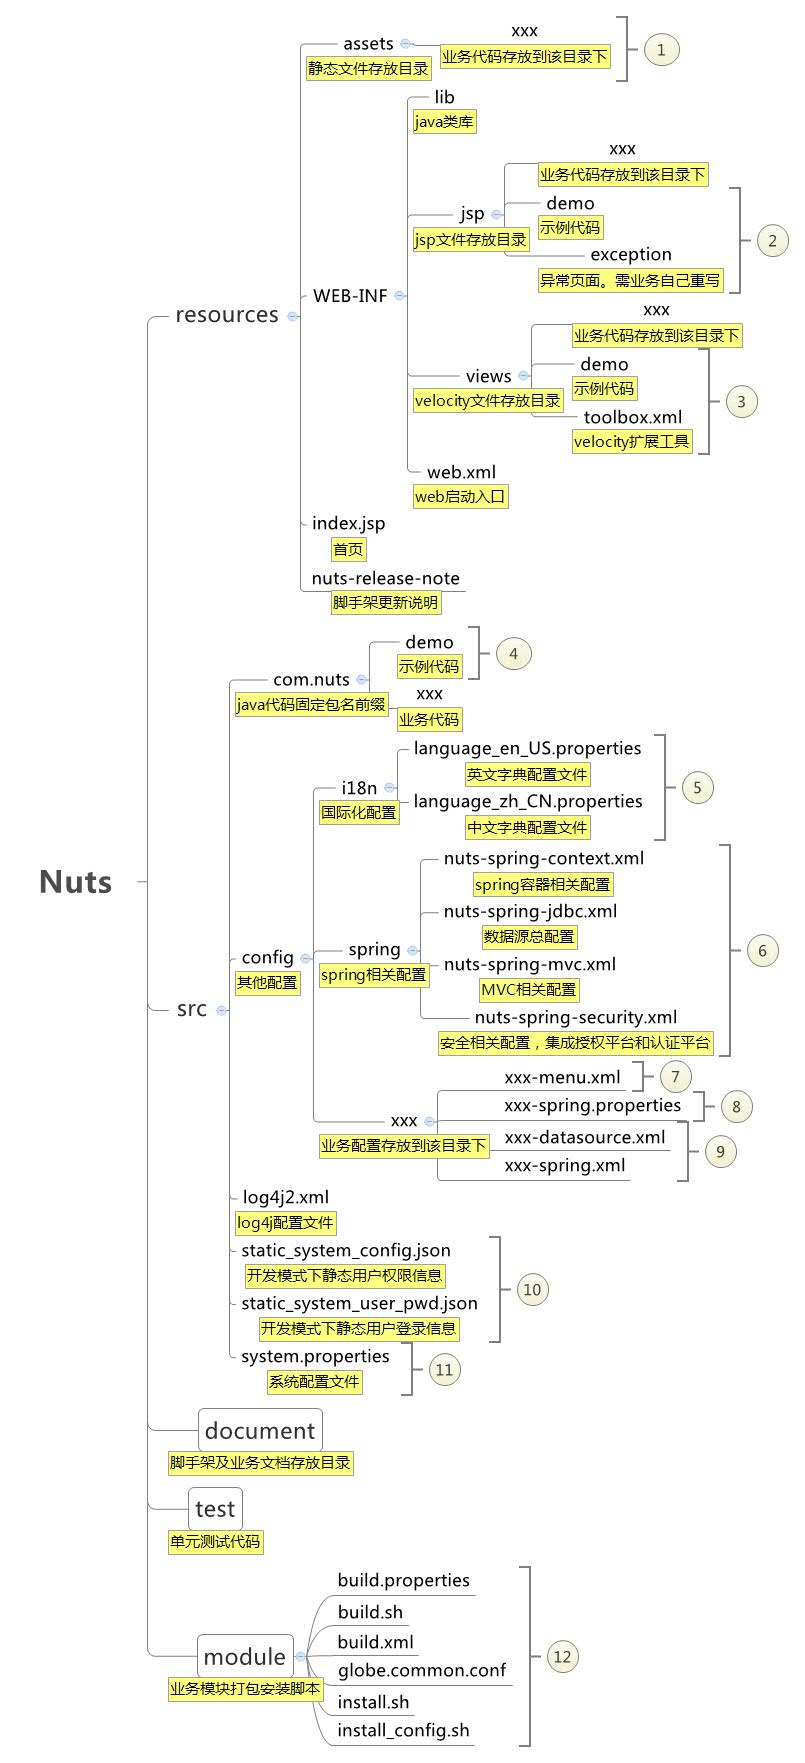 xxx
业务代码存放到该目录下
1
assets
静态文件存放目录
lib
java类库
xxx
业务代码存放到该目录下
jsp
jsp文件存放目录
demo
示例代码
exception
异常页面。需业务自己重写
2
WEB-INF
resources
xxx
业务代码存放到该目录下
views
velocity文件存放目录
demo
示例代码
toolbox.xml
velocity扩展工具
3
web.xml
web启动入口
index.jsp
首页
nuts-release-note
脚手架更新说明
demo
示例代码
4
com.nuts
java代码固定包名前缀
xxx
业务代码
language_en_US.properties
英文字典配置文件
i18n
国际化配置
language_zh_CN.properties
中文字典配置文件
5
Nuts
nuts-spring-context.xml
spring容器相关配置
nuts-spring-jdbc.xml
数据源总配置
spring
spring相关配置
nuts-spring-mvc.xml
MVC相关配置
nuts-spring-security.xml
安全相关配置，集成授权平台和认证平台
6
config
其他配置
src
xxx-menu.xml
7
xxx-spring.properties
8
xxx
业务配置存放到该目录下
xxx-datasource.xml
xxx-spring.xml
9
log4j2.xml
log4j配置文件
static_system_config.json
开发模式下静态用户权限信息
static_system_user_pwd.json
开发模式下静态用户登录信息
10
system.properties
系统配置文件
11
document
脚手架及业务文档存放目录
test
单元测试代码
build.properties
build.sh
build.xml
module
业务模块打包安装脚本
globe.common.conf
install.sh
install_config.sh
12